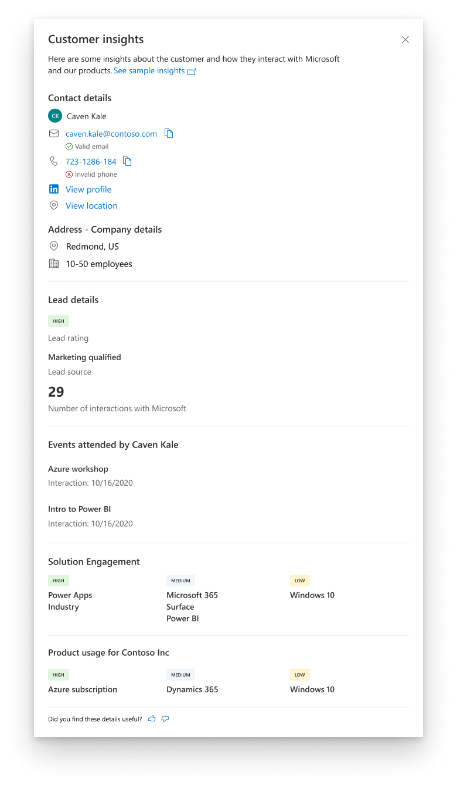 Customer insights
Here are some insights about the customer and how they interact with Microsoft
and our products. See sample insights
Contact details
CK Caven Kale
caven.kale@contoso.com
Valid email
723-1286-184
Invalid phone
in View profile
View location
Address - Company details
Redmond, US
10-50 employees
Lead details
HIGH
Lead rating
Marketing qualified
Lead source
29
Number of interactions with Microsoft
Events attended by Caven Kale
Azure workshop
Interaction: 10/16/2020
Intro to Power BI
Interaction: 10/16/2020
Solution Engagement
HIGH MEDIUM LOW
Power Apps Microsoft 365 Windows 10
Industry Surface
Power BI
Product usage for Contoso Inc
HIGH MEDIUM LOW
Azure subscription Dynamics 365 Windows 10
Did you find these details useful?